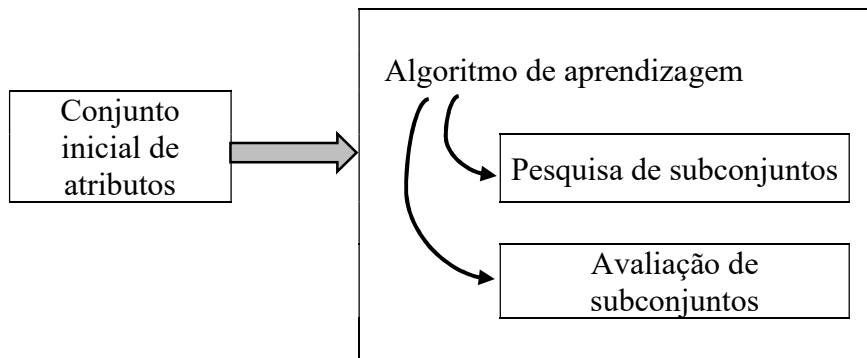 Conjunto
inicial de
atributos
Algoritmo de aprendizagem
Pesquisa de subconjuntos
Avaliação de
subconjuntos